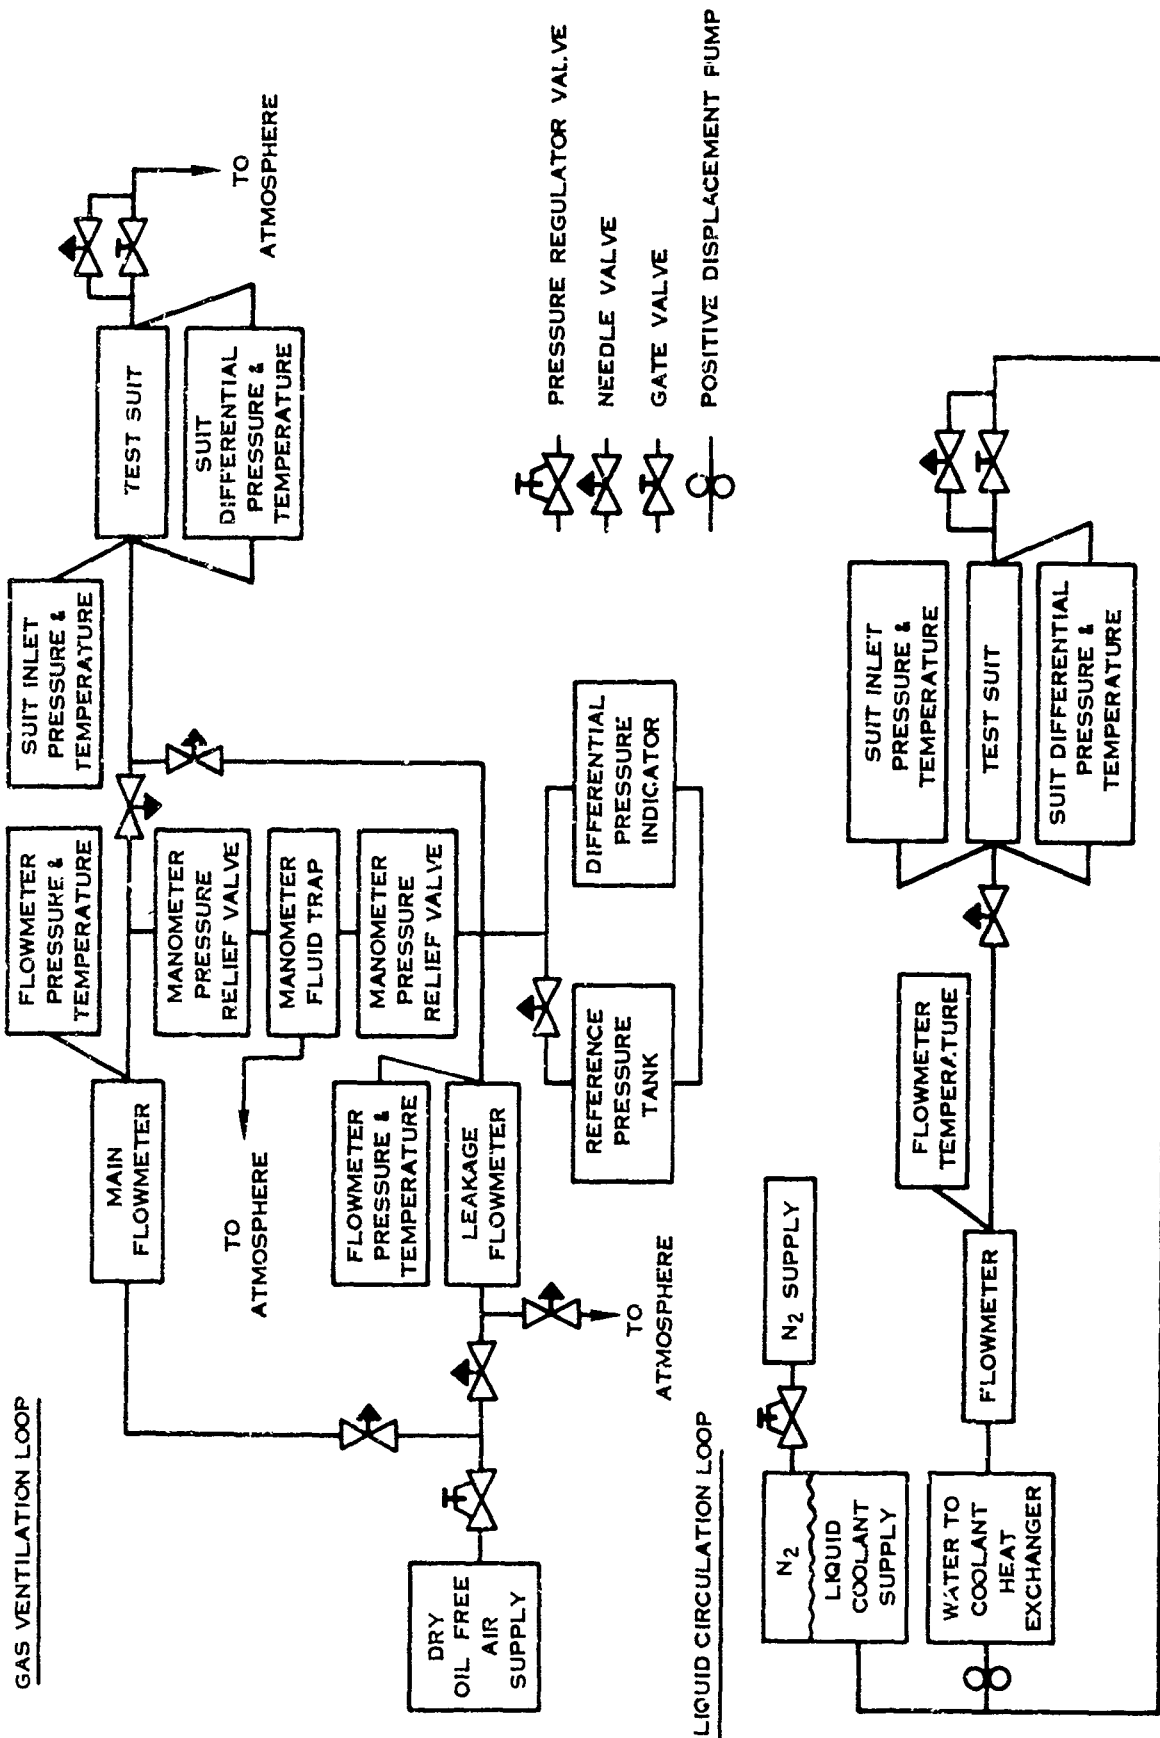 GAS VENTILATION LOOP
DRY
OIL FREE
AIR
SUPPLY
MAIN
FLOWMETER
FLOWMETER
PRESSURE &
TEMPERATURE
SUIT INLET
PRESSURE &
TEMPERATURE
TEST SUIT
SUIT
DIFFERENTIAL
PRESSURE &
TEMPERATURE
TO
ATMOSPHERE
MANOMETER
PRESSURE
RELIEF VALVE
MANOMETER
FLUID TRAP
MANOMETER
PRESSURE
RELIEF VALVE
TO
ATMOSPHERE
FLOWMETER
PRESSURE &
TEMPERATURE
LEAKAGE
FLOWMETER
TO
ATMOSPHERE
REFERENCE
PRESSURE
TANK
DIFFERENTIAL
PRESSURE
INDICATOR
PRESSURE REGULATOR VALVE
NEEDLE VALVE
GATE VALVE
POSITIVE DISPLACEMENT PUMP
LIQUID CIRCULATION LOOP
N2
LIQUID
COOLANT
SUPPLY
N2 SUPPLY
WATER TO
COOLANT
HEAT
EXCHANGER
FLOWMETER
FLOWMETER
TEMPERATURE
SUIT INLET
PRESSURE &
TEMPERATURE
TEST SUIT
SUIT DIFFERENTIAL
PRESSURE &
TEMPERATURE